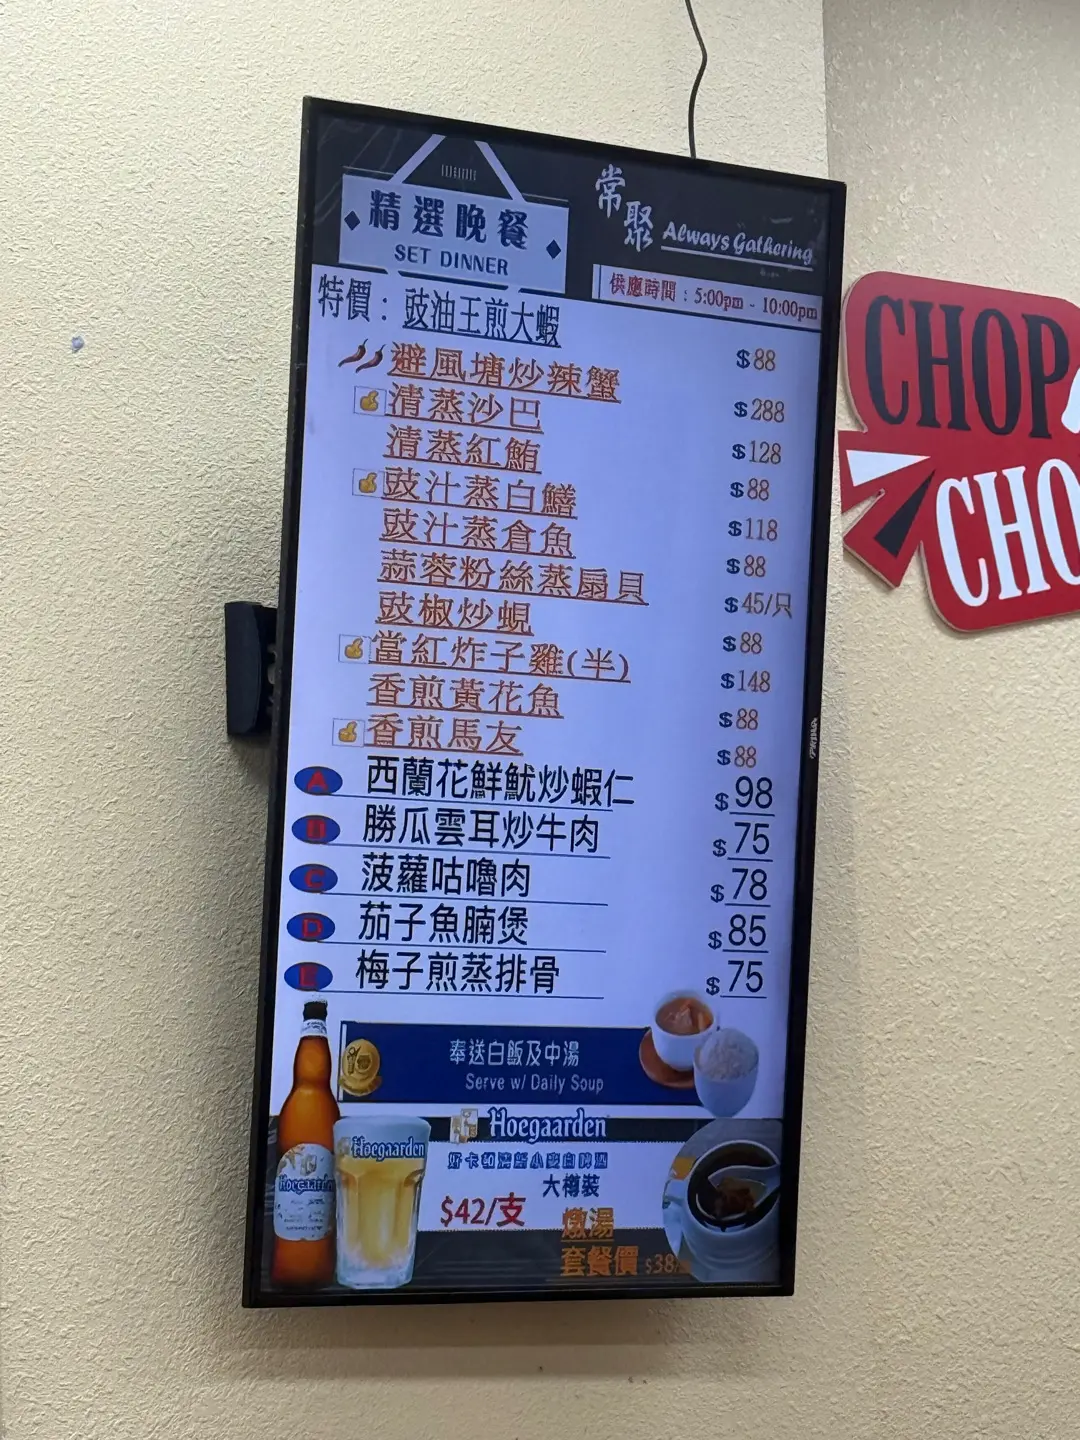 精選晚餐
SET DINNER
常聚 Always Gathering
供應時間：5:00pm - 10:00pm
特價：豉油王煎大蝦 $88
避風塘炒辣蟹 $288
清蒸沙巴 $128
清蒸紅鮪 $88
豉汁蒸白鱔 $118
豉汁蒸倉魚 $88
蒜蓉粉絲蒸扇貝 $45/只
豉椒炒蜆 $88
當紅炸子雞(半) $148
香煎黃花魚 $88
香煎馬友 $88
A 西蘭花鮮魷炒蝦仁 $98
B 勝瓜雲耳炒牛肉 $75
C 菠蘿咕嚕肉 $78
D 茄子魚腩煲 $85
E 梅子煎蒸排骨 $75
奉送白飯及中湯
Serve w/ Daily Soup
Hoegaarden
Hoegaarden
Hoegaarden
大樽裝
$42/支
燉湯
套餐價 $38/
CHOP
CHO